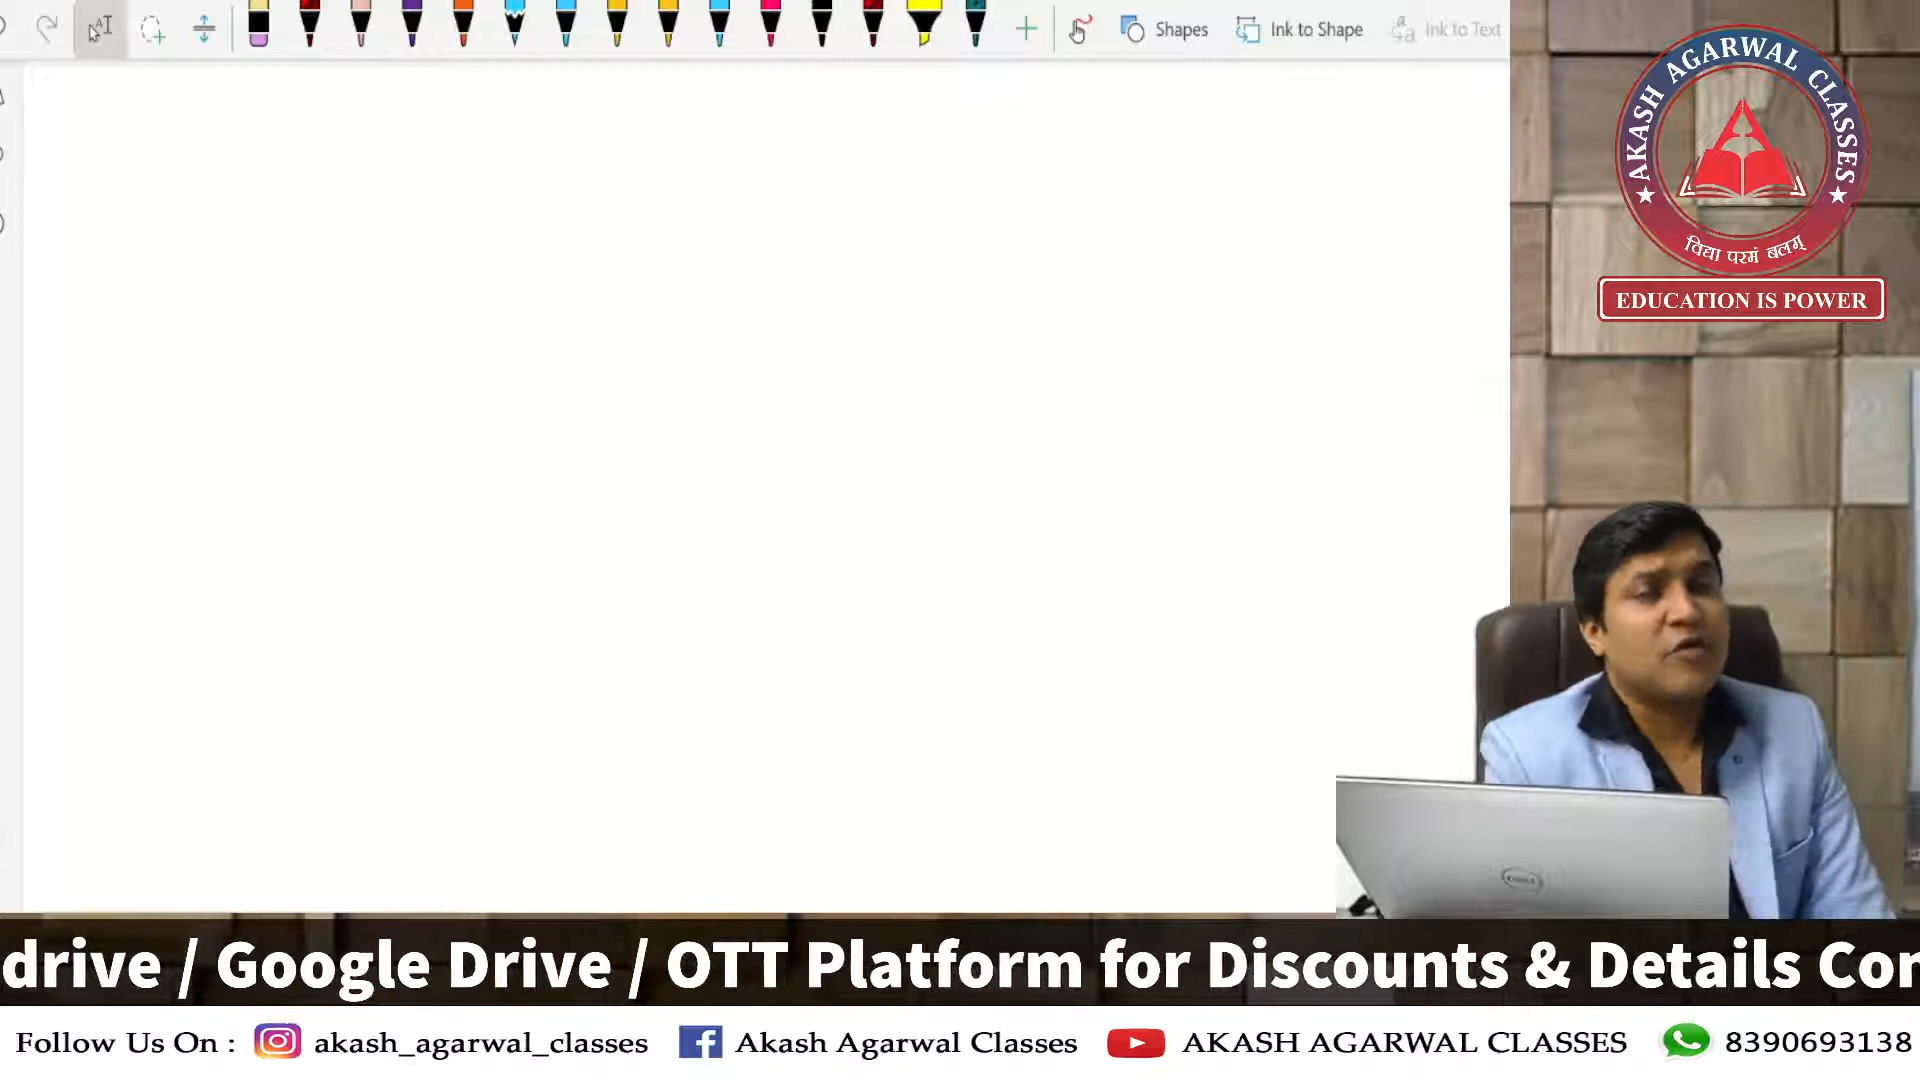 Shapes
Ink to Shape
Ink to Text
AKASH AGARWAL CLASSES
विद्या परमं बलम्
EDUCATION IS POWER
DELL
drive / Google Drive / OTT Platform for Discounts & Details Con
Follow Us On : akash_agarwal_classes Akash Agarwal Classes AKASH AGARWAL CLASSES 8390693138